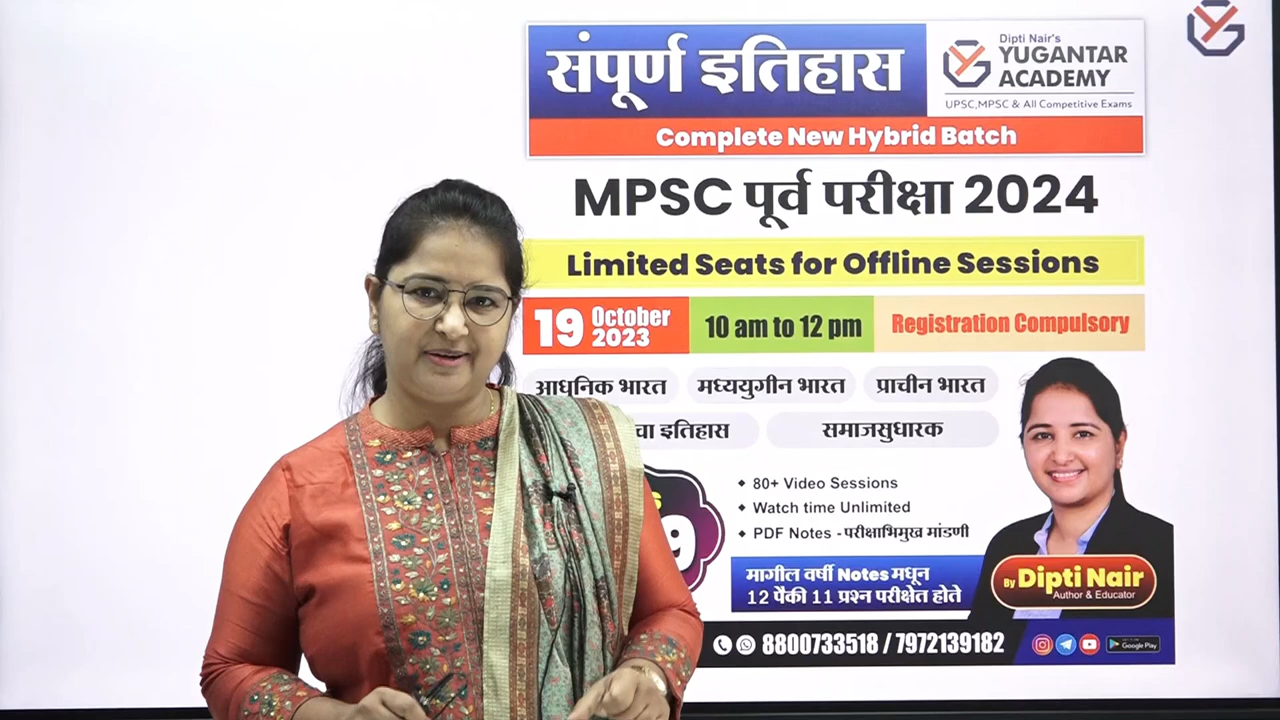 संपूर्ण इतिहास
Dipti Nair's
YUGANTAR
ACADEMY
UPSC,MPSC & All Competitive Exams
Complete New Hybrid Batch
MPSC पूर्व परीक्षा 2024
Limited Seats for Offline Sessions
19 October 2023
10 am to 12 pm
Registration Compulsory
आधुनिक भारत
मध्ययुगीन भारत
प्राचीन भारत
चा इतिहास
समाजसुधारक
80+ Video Sessions
Watch time Unlimited
PDF Notes - परीक्षाभिमुख मांडणी
9
मागील वर्षी Notes मधून
12 पैकी 11 प्रश्न परीक्षेत होते
By Dipti Nair
Author & Educator
8800733518 / 7972139182
Google Play